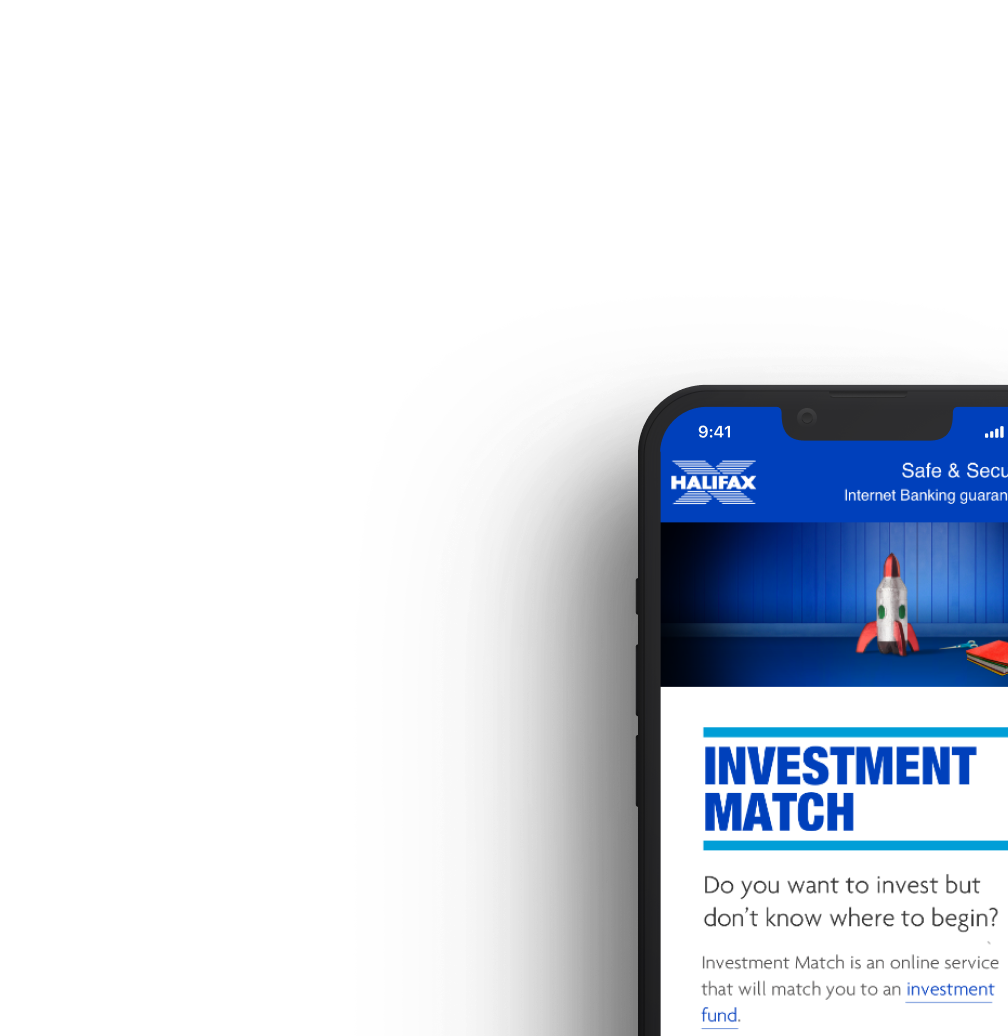 9:41
HALIFAX
Safe & Secu
Internet Banking guaran
INVESTMENT
MATCH
Do you want to invest but
don’t know where to begin?
Investment Match is an online service
that will match you to an investment
fund.